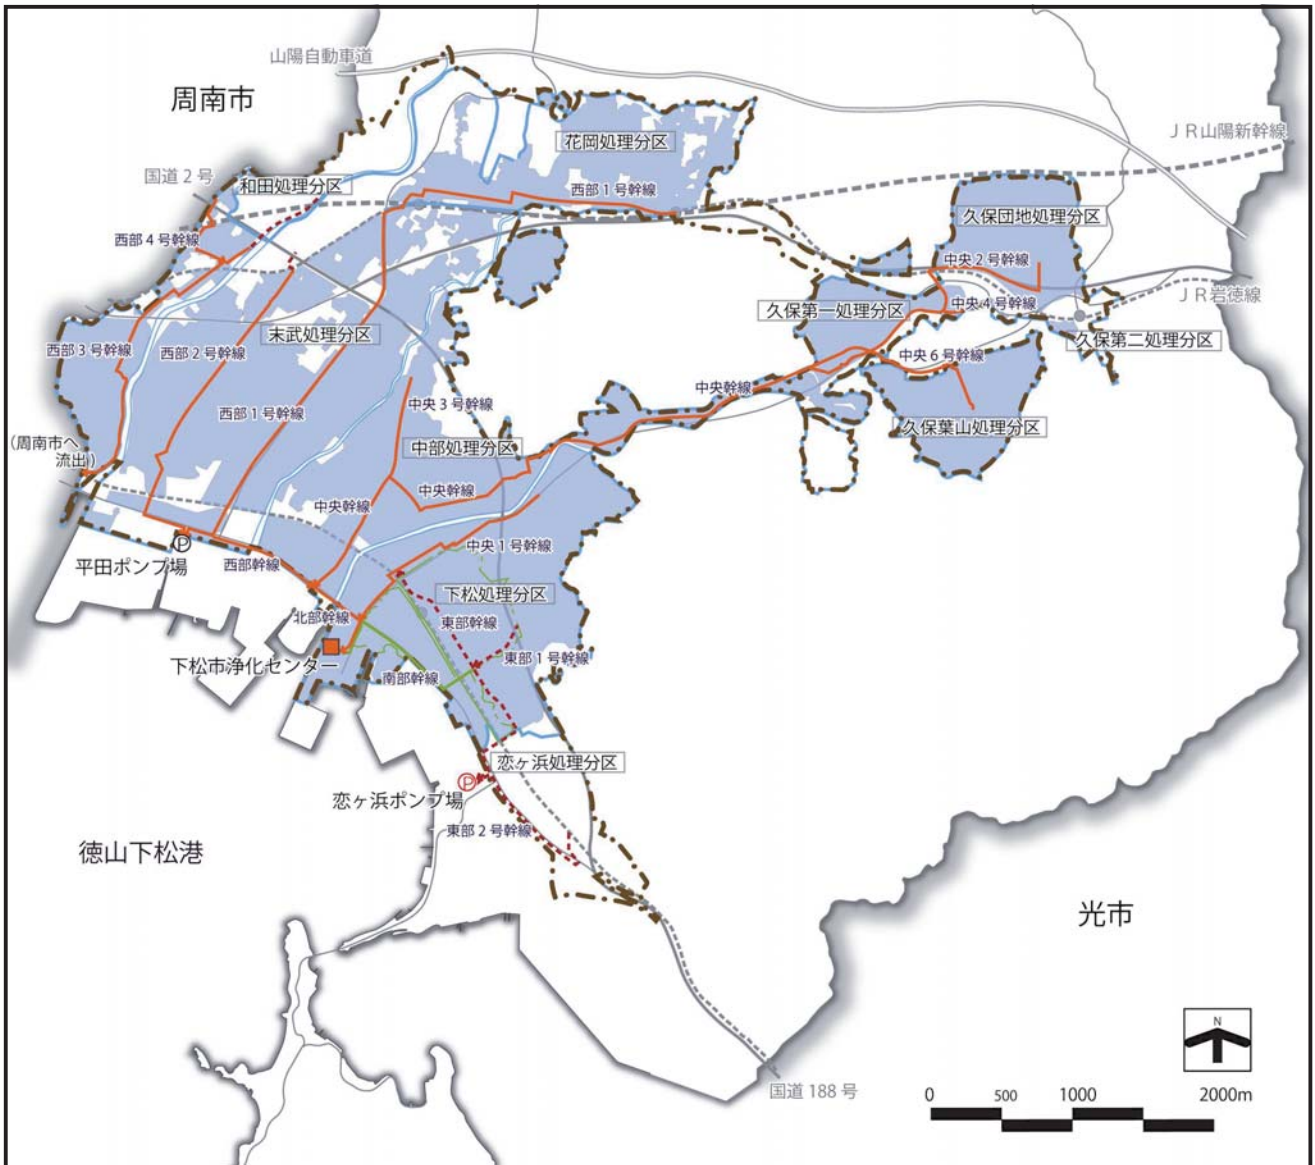 山陽自動車道
周南市
JR山陽新幹線
花岡処理分区
国道2号
和田処理分区
西部1号幹線
久保団地処理分区
西部4号幹線
中央2号幹線
JR岩徳線
久保第一処理分区
中央4号幹線
末武処理分区
久保第二処理分区
西部3号幹線
西部2号幹線
中央6号幹線
中央幹線
中央3号幹線
西部1号幹線
久保葉山処理分区
(周南市へ
流出)
中部処理分区
中央幹線
中央幹線
中央1号幹線
P
平田ポンプ場
西部幹線
下松処理分区
北部幹線
東部幹線
下松市浄化センター
東部1号幹線
南部幹線
恋ヶ浜処理分区
P
恋ヶ浜ポンプ場
東部2号幹線
徳山下松港
光市
N
国道188号
0 500 1000 2000m